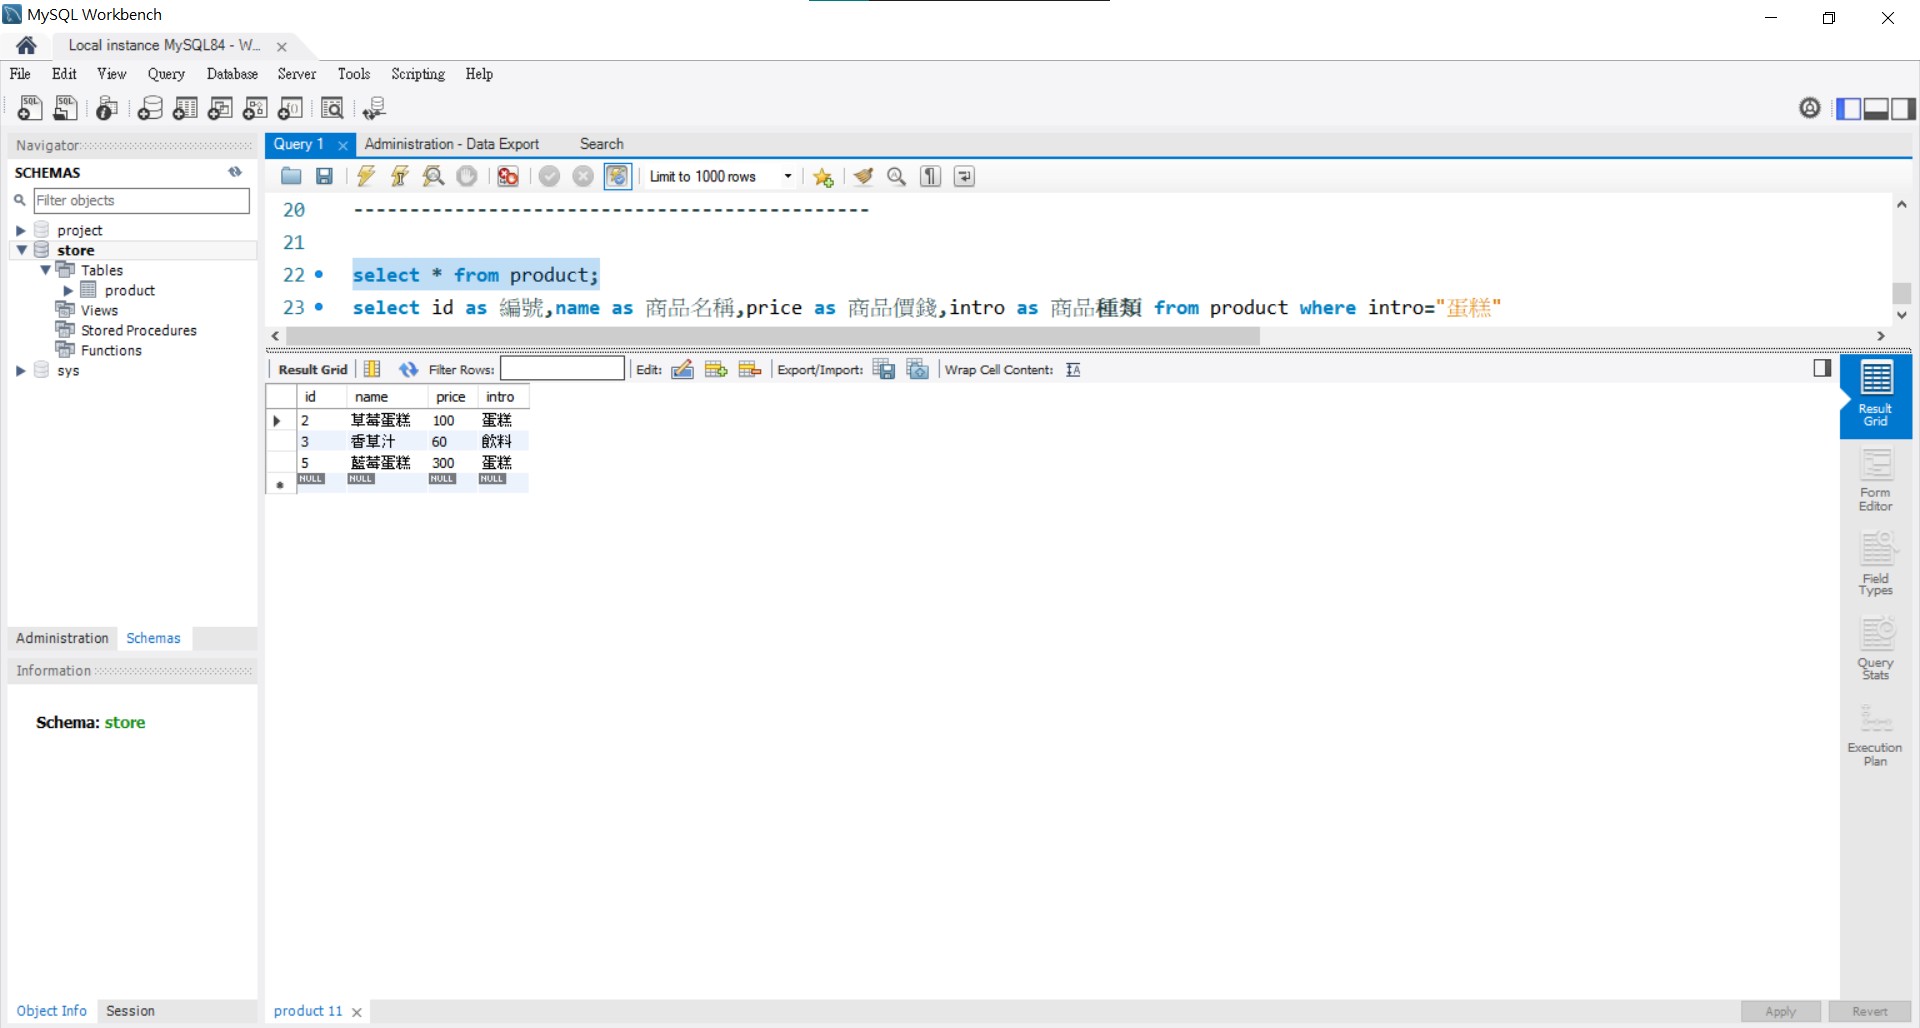 MySQL Workbench
Local instance MySQL84 - W...
File Edit View Query Database Server Tools Scripting Help
Navigator
SCHEMAS
Filter objects
project
store
Tables
product
Views
Stored Procedures
Functions
sys
Administration Schemas
Information
Schema: store
Object Info Session
Query 1 Administration - Data Export Search
Limit to 1000 rows
20 ----------------------------------------------
21
22 select * from product;
23 select id as 編號,name as 商品名稱,price as 商品價錢,intro as 商品種類 from product where intro="蛋糕"
Result Grid Filter Rows: Edit: Export/Import: Wrap Cell Content:
id name price intro
2 草莓蛋糕 100 蛋糕
3 香草汁 60 飲料
5 藍莓蛋糕 300 蛋糕
NULL NULL NULL NULL
Result
Grid
Form
Editor
Field
Types
Query
Stats
Execution
Plan
product 11
Apply Revert